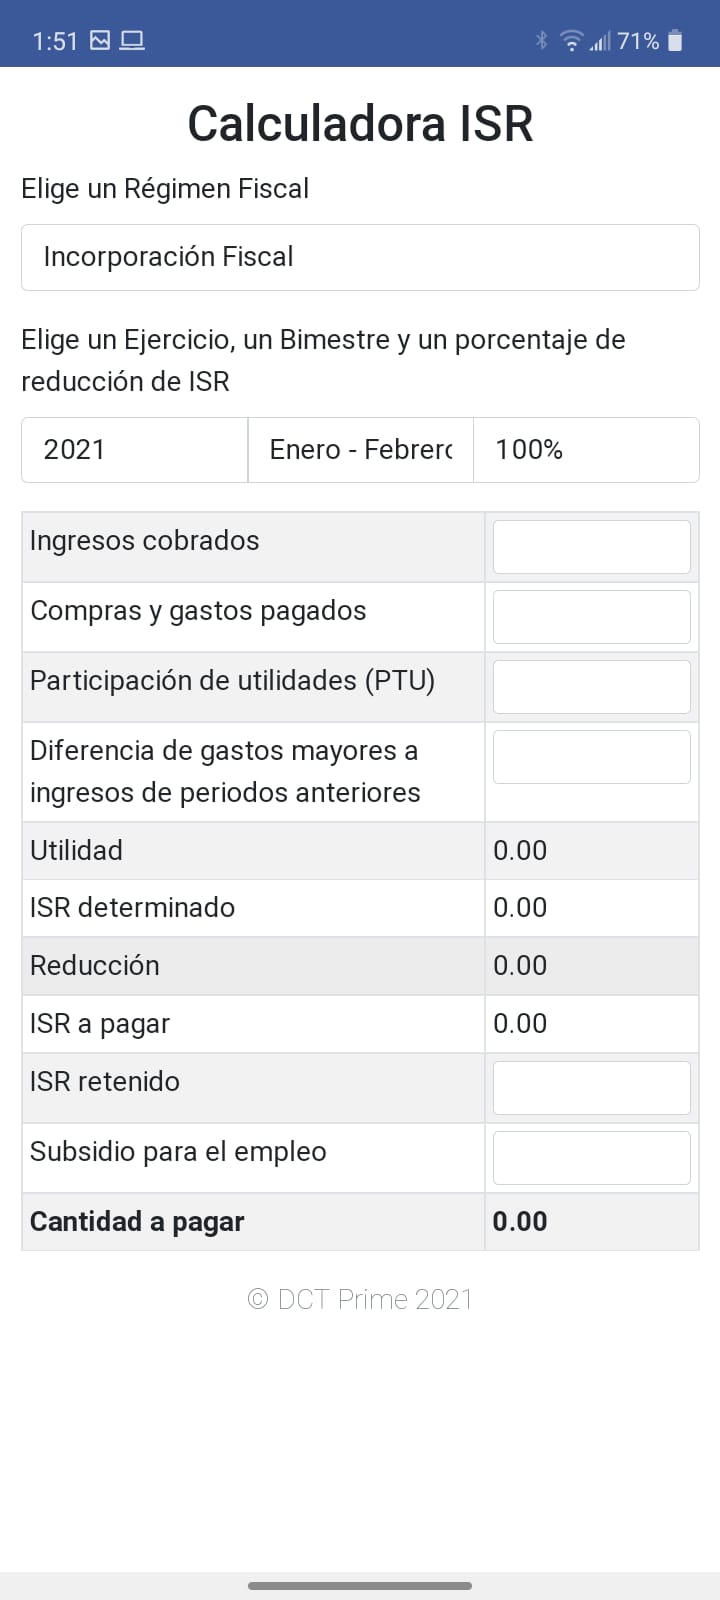 1:51 71%
Calculadora ISR
Elige un Régimen Fiscal
Incorporación Fiscal
Elige un Ejercicio, un Bimestre y un porcentaje de
reducción de ISR
2021 Enero - Febrero 100%
Ingresos cobrados
Compras y gastos pagados
Participación de utilidades (PTU)
Diferencia de gastos mayores a
ingresos de periodos anteriores
Utilidad 0.00
ISR determinado 0.00
Reducción 0.00
ISR a pagar 0.00
ISR retenido
Subsidio para el empleo
Cantidad a pagar 0.00
© DCT Prime 2021